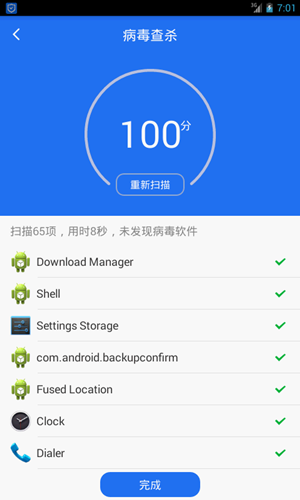 3G 7:01
病毒查杀
100分
重新扫描
扫描65项，用时8秒，未发现病毒软件
Download Manager
Shell
Settings Storage
com.android.backupconfirm
Fused Location
Clock
Dialer
完成